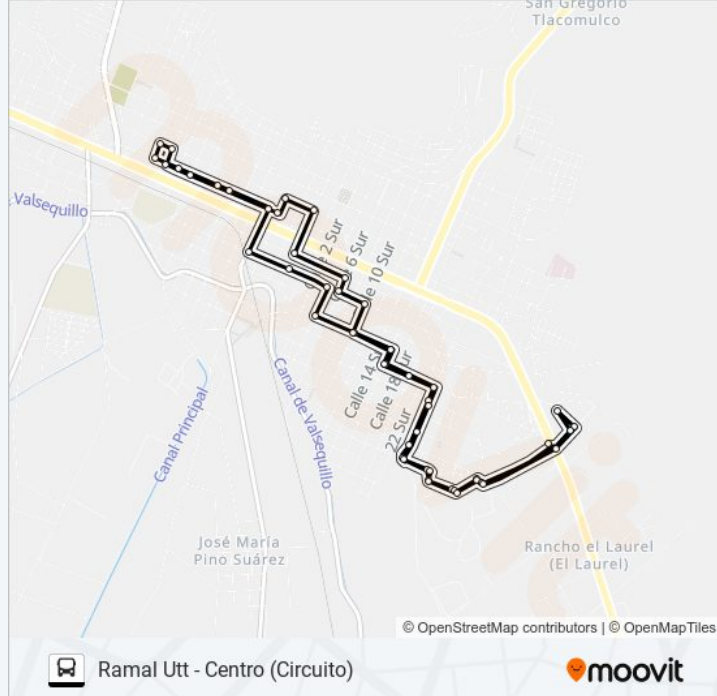 San Gregorio
Tlacomulco
Valsequillo
2 Sur
6 Sur
10 Sur
Calle 14
Calle 18
22 Sur
Canal de Valsequillo
Canal Principal
José María
Pino Suárez
Rancho el Laurel
(El Laurel)
© OpenStreetMap contributors | © OpenMapTiles
Ramal Utt - Centro (Circuito)
moovit